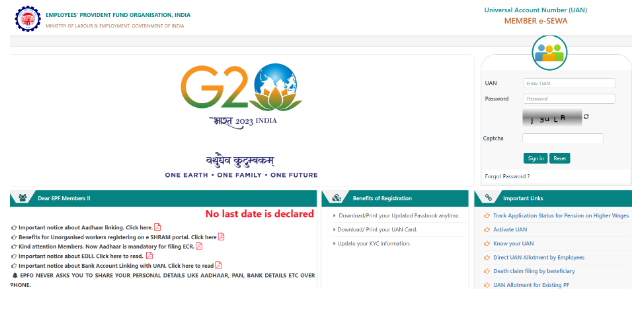 EMPLOYEES' PROVIDENT FUND ORGANISATION, INDIA
MINISTRY OF LABOUR & EMPLOYMENT, GOVERNMENT OF INDIA
Universal Account Number (UAN)
MEMBER e-SEWA
G20
भारत 2023 INDIA
वसुधैव कुटुम्बकम्
ONE EARTH • ONE FAMILY • ONE FUTURE
UAN
Enter UAN
Password
Password
Captcha
Sign In Reset
Forgot Password ?
Dear EPF Members !!
No last date is declared
Important notice about Aadhaar linking. Click here.
Benefits for Unorganised workers registering on e SHRAM portal. Click here
Kind attention Members. Now Aadhaar is mandatory for filing ECR.
Important notice about EDLI. Click here to read.
Important notice about Bank Account Linking with UAN. Click here to read
EPFO NEVER ASKS YOU TO SHARE YOUR PERSONAL DETAILS LIKE AADHAAR, PAN, BANK DETAILS ETC OVER
PHONE.
Benefits of Registration
Download/Print your Updated Passbook anytime.
Download/ Print your UAN Card.
Update your KYC information.
Important Links
Track Application Status for Pension on Higher Wages
Activate UAN
Know your UAN
Direct UAN Allotment by Employees
Death claim filing by beneficiary
UAN Allotment for Existing PF